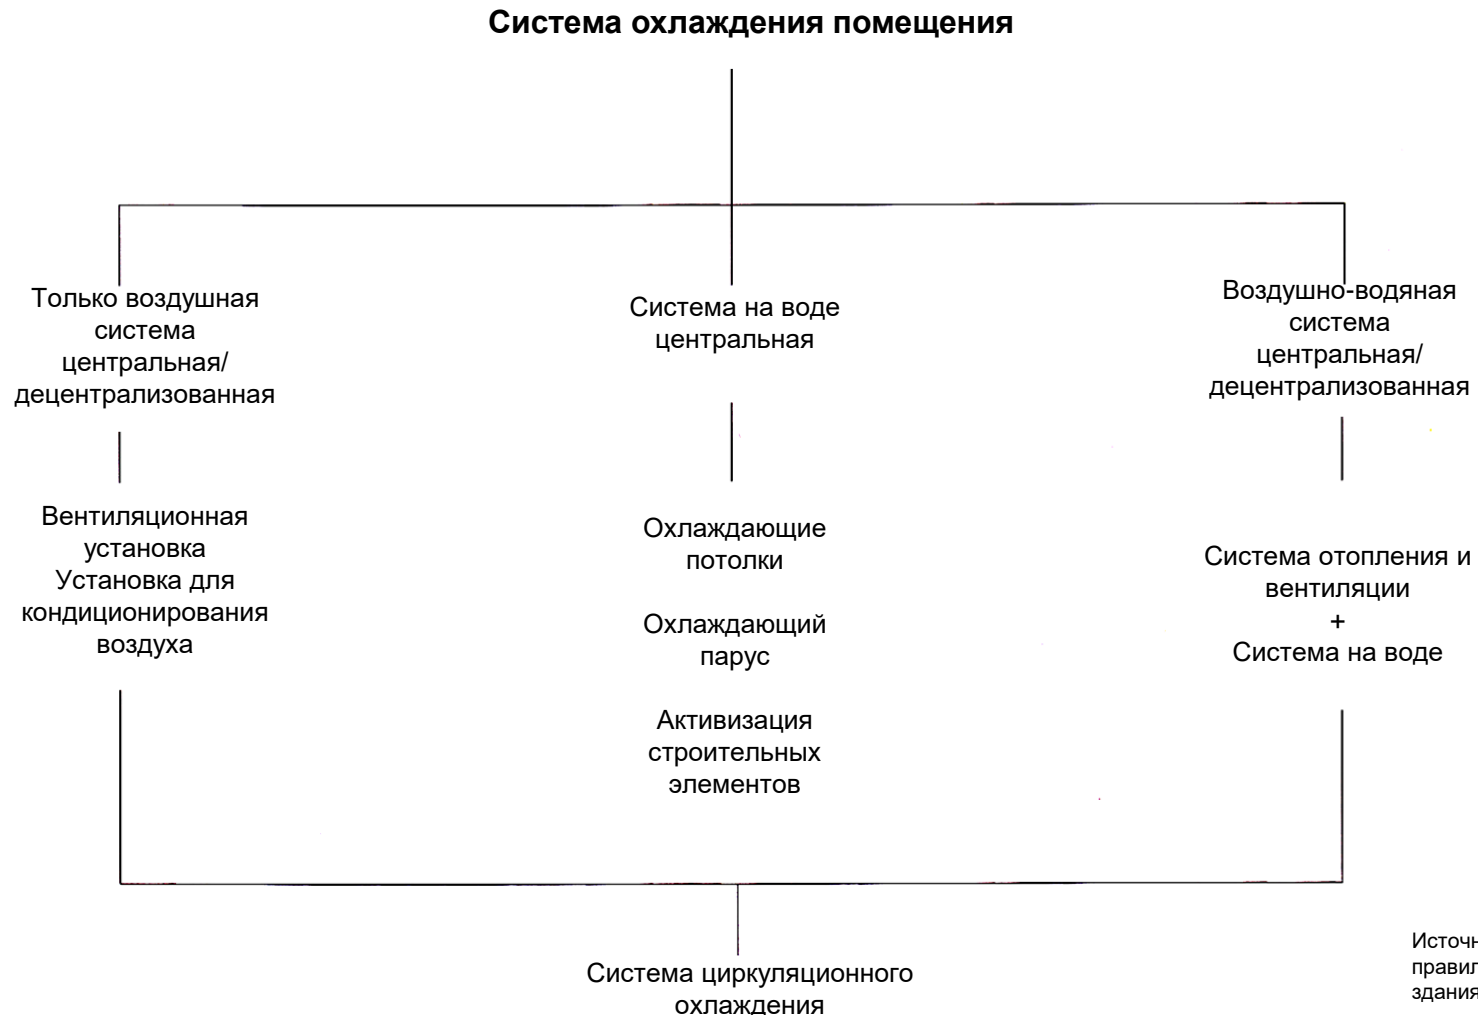 Система охлаждения помещения
Только воздушная
система
центральная/
децентрализованная
Система на воде
центральная
Воздушно-водяная
система
центральная/
децентрализованная
Вентиляционная
установка
Установка для
кондиционирования
воздуха
Охлаждающие
потолки
Охлаждающий
парус
Активизация
строительных
элементов
Система отопления и
вентиляции
+
Система на воде
Система циркуляционного
охлаждения